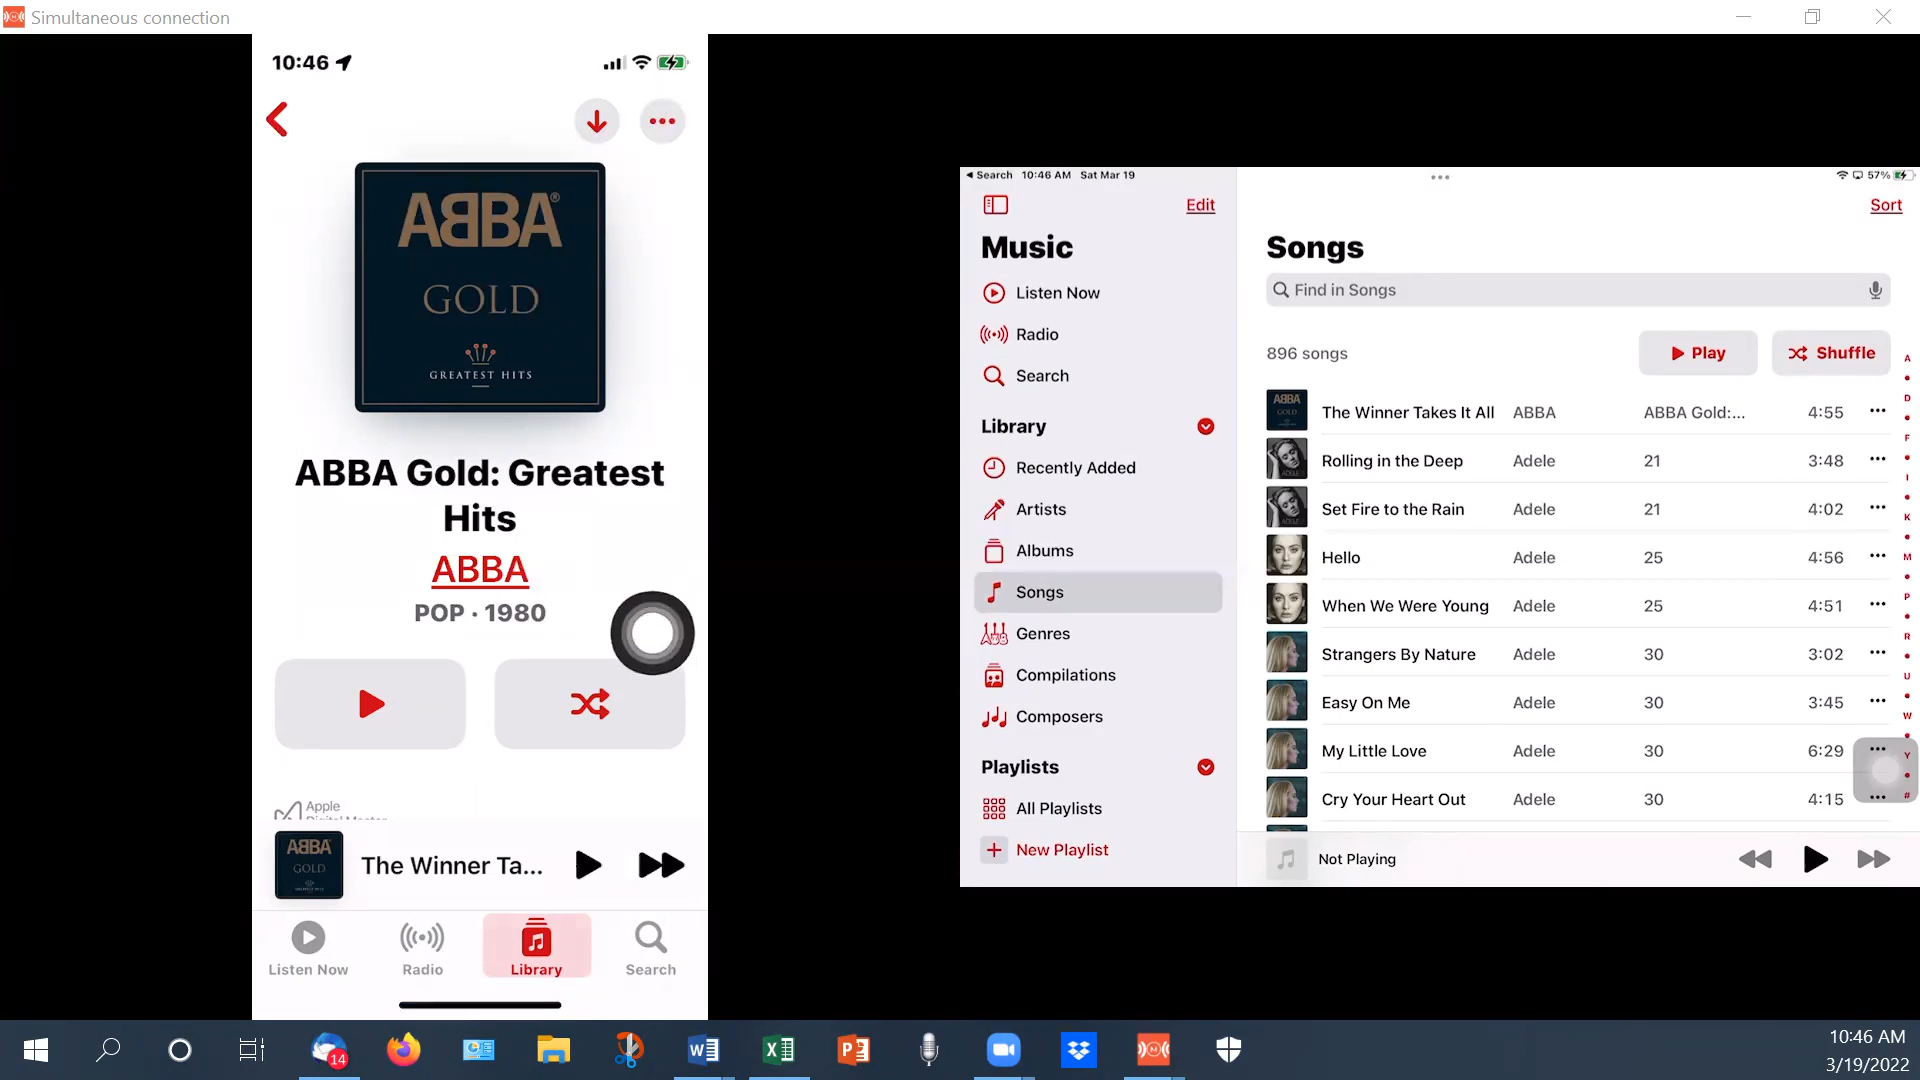 Simultaneous connection
10:46
ABBA®
GOLD
GREATEST HITS
ABBA Gold: Greatest
Hits
ABBA
POP · 1980
Apple
Digital Master
ABBA
GOLD
The Winner Ta...
Listen Now
Radio
Library
Search
Search 10:46 AM Sat Mar 19
57%
Edit
Music
Listen Now
Radio
Search
Library
Recently Added
Artists
Albums
Songs
Genres
Compilations
Composers
Playlists
All Playlists
New Playlist
Sort
Songs
Find in Songs
896 songs
Play
Shuffle
ABBA
GOLD
The Winner Takes It All ABBA ABBA Gold:... 4:55
Rolling in the Deep Adele 21 3:48
Set Fire to the Rain Adele 21 4:02
Hello Adele 25 4:56
When We Were Young Adele 25 4:51
Strangers By Nature Adele 30 3:02
Easy On Me Adele 30 3:45
My Little Love Adele 30 6:29
Cry Your Heart Out Adele 30 4:15
A
D
F
I
K
M
P
R
U
W
Y
#
Not Playing
14
10:46 AM
3/19/2022